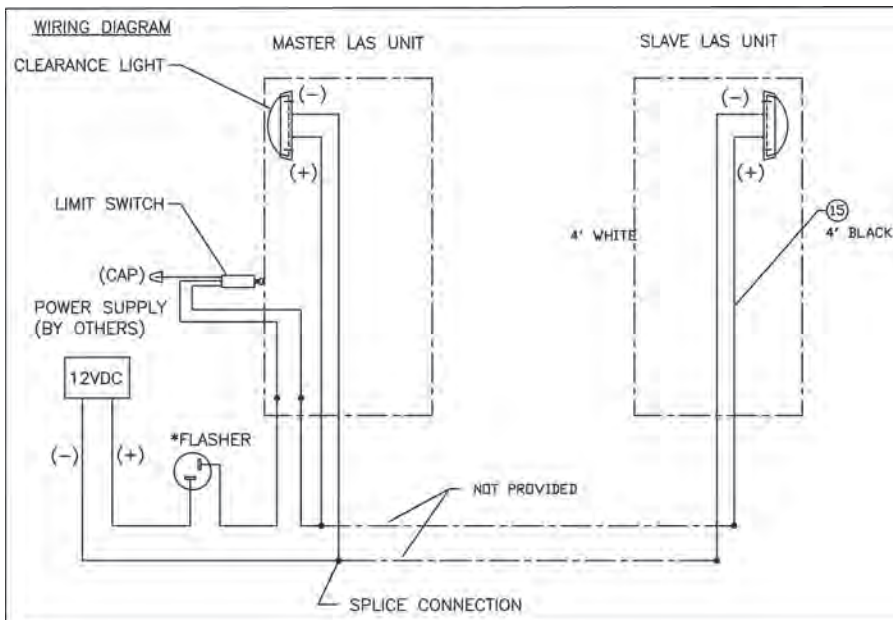 WIRING DIAGRAM
MASTER LAS UNIT
SLAVE LAS UNIT
CLEARANCE LIGHT
(-)
(+)
(-)
(+)
LIMIT SWITCH
15
4' WHITE
4' BLACK
(CAP)
POWER SUPPLY
(BY OTHERS)
12VDC
*FLASHER
(-)
(+)
NOT PROVIDED
SPLICE CONNECTION